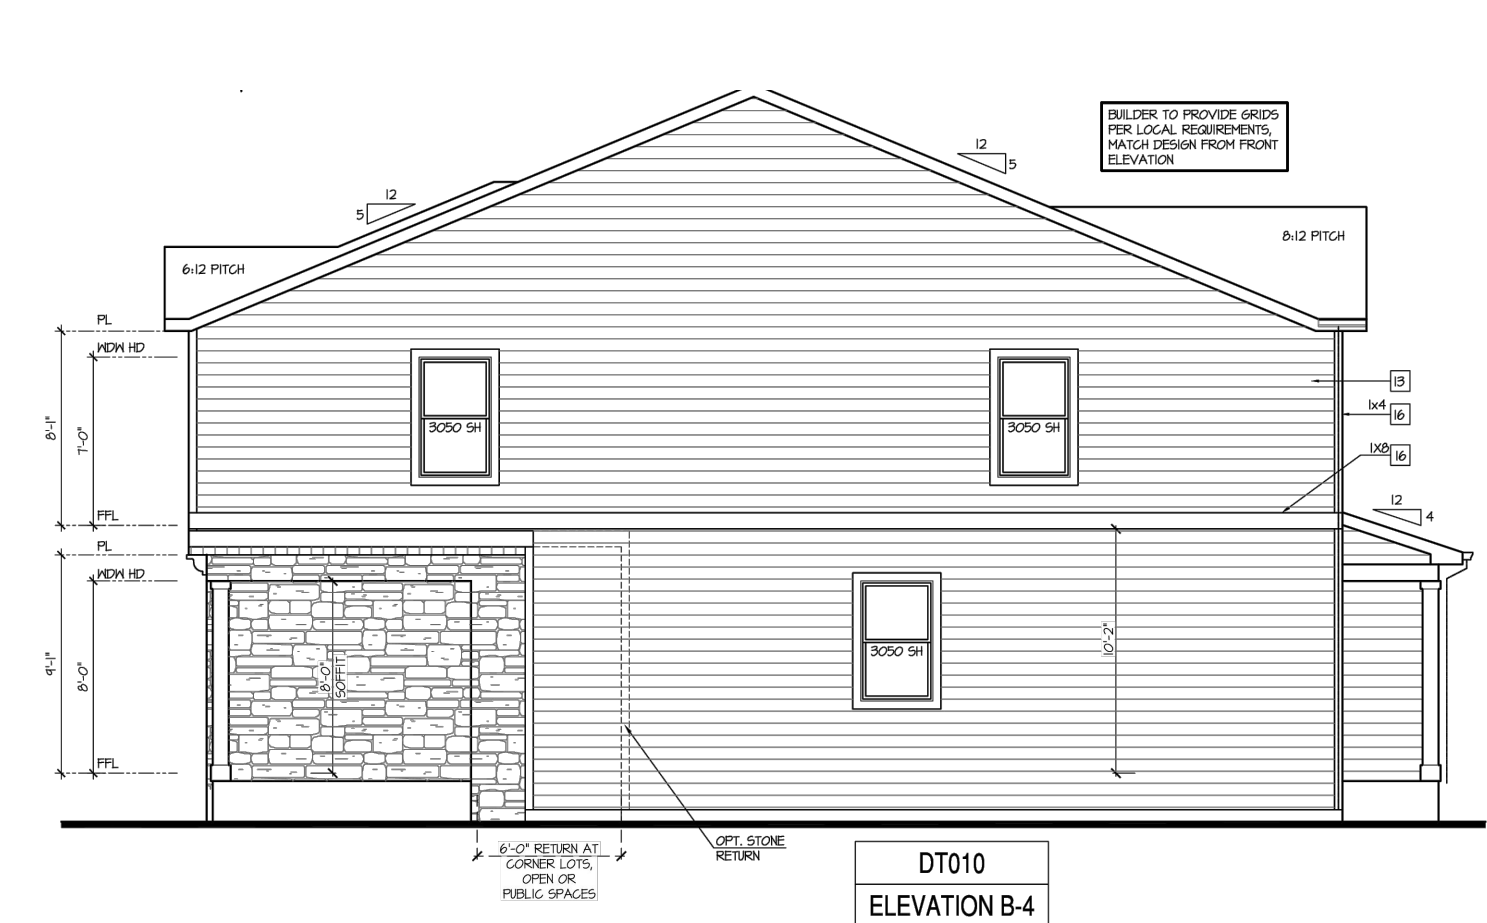 BUILDER TO PROVIDE GRIDS
PER LOCAL REQUIREMENTS,
MATCH DESIGN FROM FRONT
ELEVATION
12
5
12
5
8:12 PITCH
6:12 PITCH
PL
WDW HD
8'-1"
7'-0"
3050 SH
3050 SH
13
1x4
16
1X8
16
12
4
FFL
PL
WDW HD
9'-1"
8'-0"
8'-0"
SOFFIT
3050 SH
10'-2"
FFL
6'-0" RETURN AT
CORNER LOTS,
OPEN OR
PUBLIC SPACES
OPT. STONE
RETURN
DT010
ELEVATION B-4